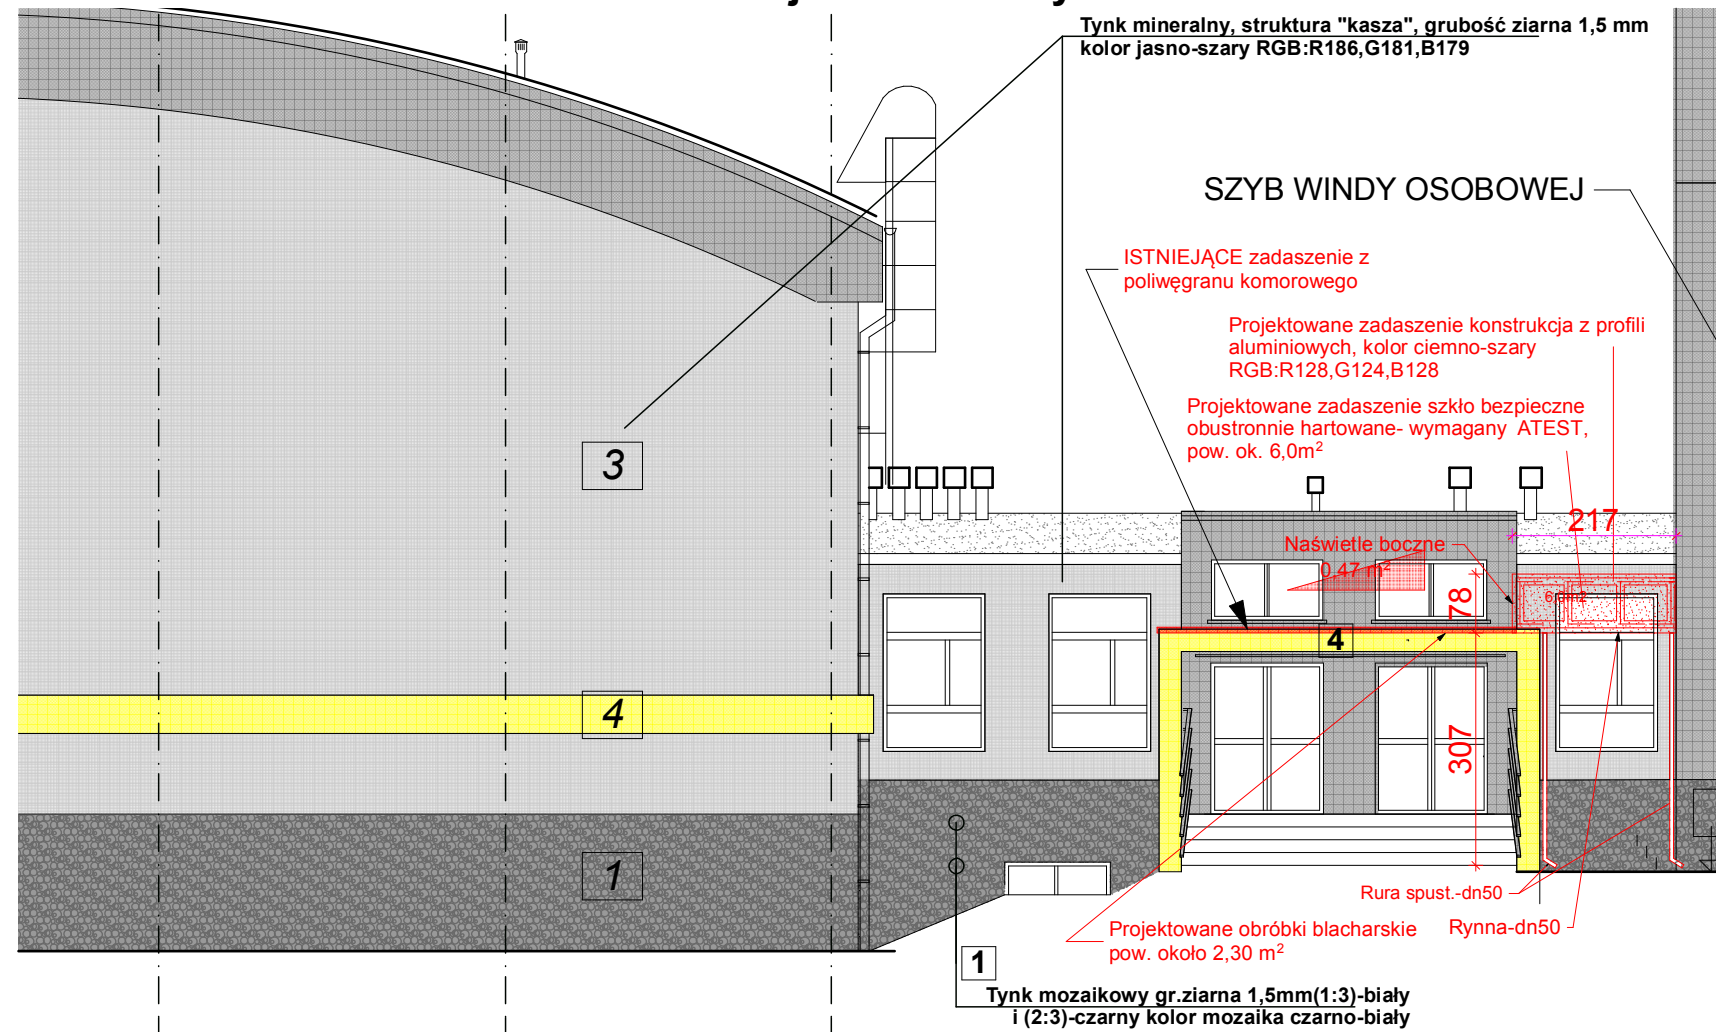 Tynk mineralny, struktura "kasza", grubość ziarna 1,5 mm
kolor jasno-szary RGB:R186,G181,B179
SZYB WINDY OSOBOWEJ
ISTNIEJĄCE zadaszenie z
poliwęgranu komorowego
Projektowane zadaszenie konstrukcja z profili
aluminiowych, kolor ciemno-szary
RGB:R128,G124,B128
Projektowane zadaszenie szkło bezpieczne
obustronnie hartowane- wymagany ATEST,
pow. ok. 6,0m²
3
217
Naświetle boczne
0,47 m²
6,0m2
78
4
4
307
1
Rura spust.-dn50
Projektowane obróbki blacharskie
pow. około 2,30 m²
Rynna-dn50
1
Tynk mozaikowy gr.ziarna 1,5mm(1:3)-biały
i (2:3)-czarny kolor mozaika czarno-biały